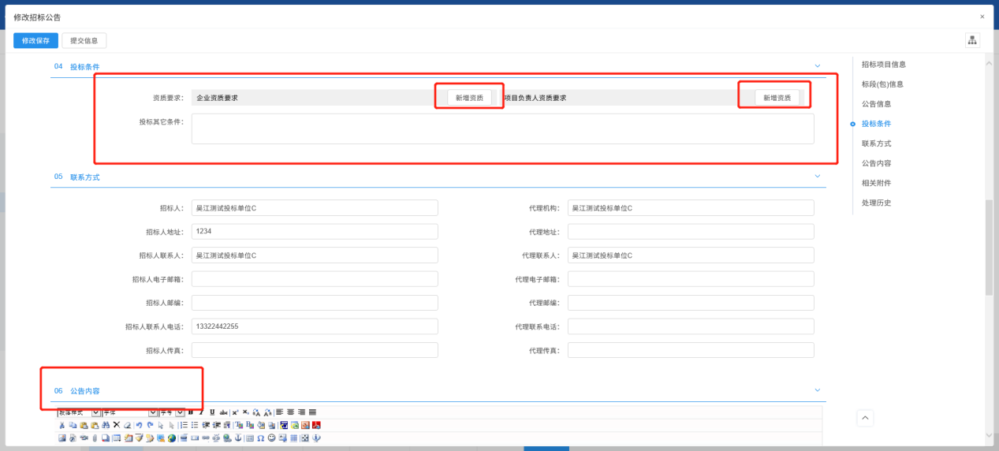 修改招标公告
×
修改保存 提交信息
04 投标条件
资质要求: 企业资质要求 新增资质 项目负责人资质要求 新增资质
投标其它条件:
05 联系方式
招标人: 吴江测试投标单位C 代理机构: 吴江测试投标单位C
招标人地址: 1234 代理地址:
招标人联系人: 吴江测试投标单位C 代理联系人: 吴江测试投标单位C
招标人电子邮箱: 代理电子邮箱:
招标人邮编: 代理邮编:
招标人联系人电话: 13322442255 代理联系电话:
招标人传真: 代理传真:
06 公告内容
段落样式 字体 字号
招标项目信息
标段(包)信息
公告信息
投标条件
联系方式
公告内容
相关附件
处理历史